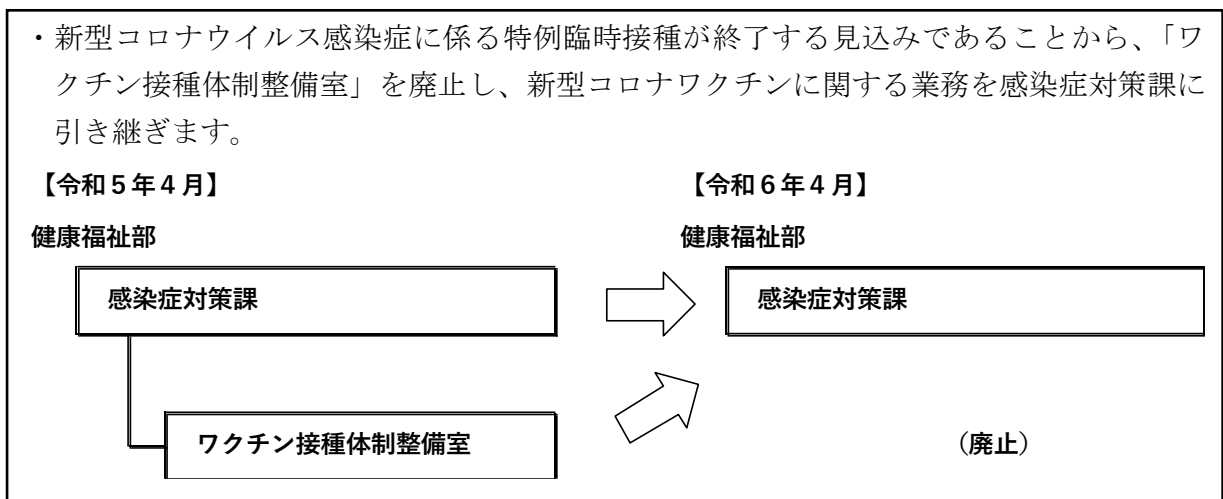 ・新型コロナウイルス感染症に係る特例臨時接種が終了する見込みであることから、「ワ
クチン接種体制整備室」を廃止し、新型コロナワクチンに関する業務を感染症対策課に
引き継ぎます。
【令和5年4月】 【令和6年4月】
健康福祉部 健康福祉部
感染症対策課 感染症対策課
ワクチン接種体制整備室 （廃止）